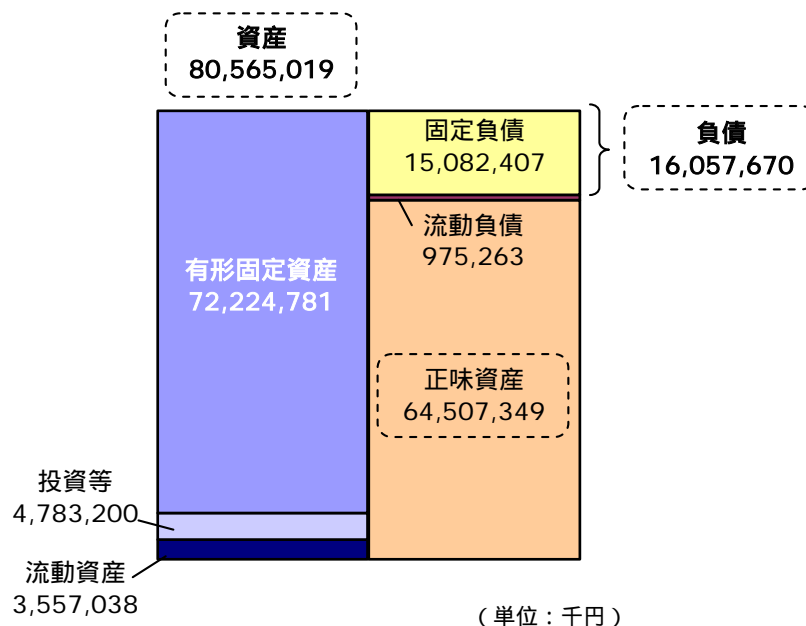 資産
80,565,019
固定負債
15,082,407
負債
16,057,670
流動負債
975,263
有形固定資産
72,224,781
正味資産
64,507,349
投資等
4,783,200
流動資産
3,557,038
（単位：千円）